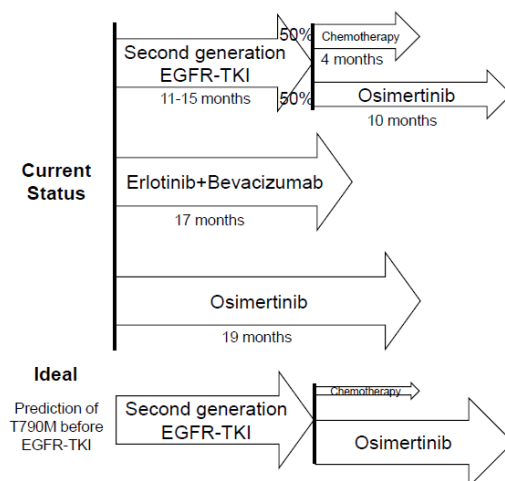 50%
Chemotherapy
4 months
Second generation
EGFR-TKI
11-15 months
50%
Osimertinib
10 months
Current
Status
Erlotinib+Bevacizumab
17 months
Osimertinib
19 months
Ideal
Prediction of
T790M before
EGFR-TKI
Second generation
EGFR-TKI
Chemotherapy
Osimertinib